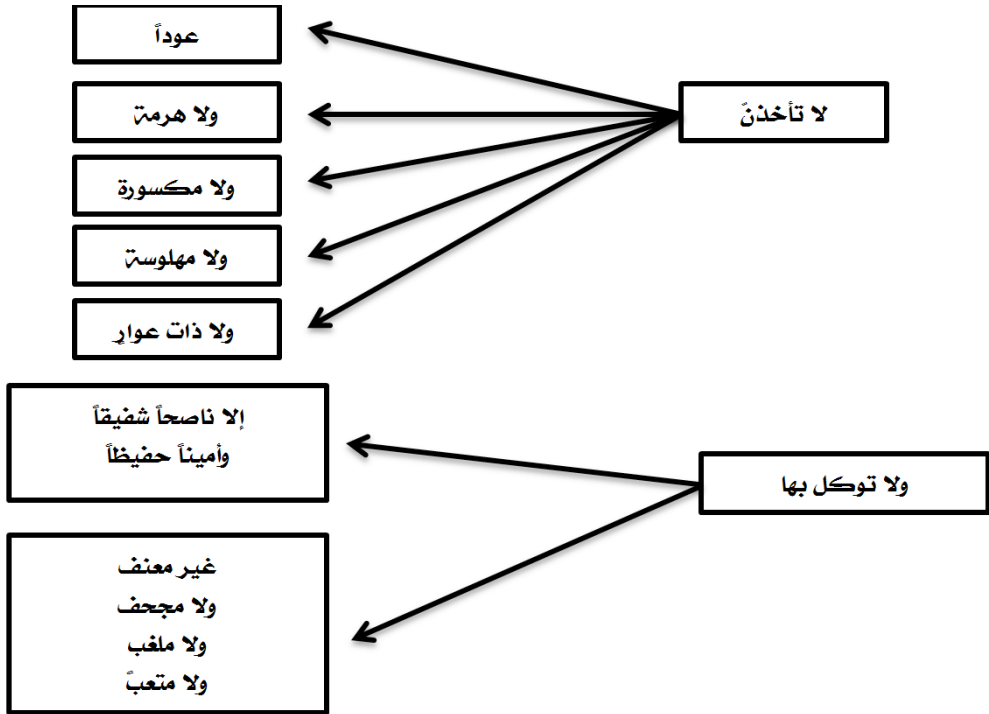 لا تأخذنّ
عوداً
ولا هرمة
ولا مكسورة
ولا مهلوسة
ولا ذات عوارٍ
ولا توكل بها
إلا ناصحاً شفيقاً
وأميناً حفيظاً
غير معنف
ولا مجحف
ولا ملغب
ولا متعبٌ